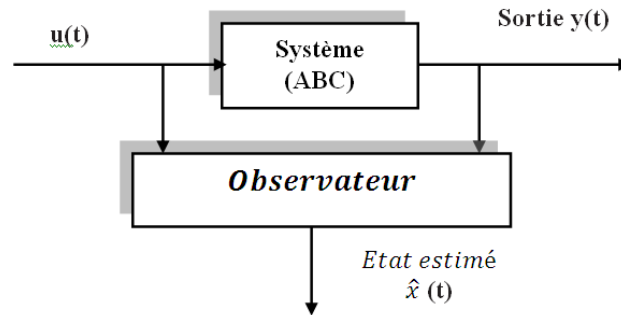 u(t)
Système
(ABC)
Sortie y(t)
Observateur
Etat estimé
x̂ (t)